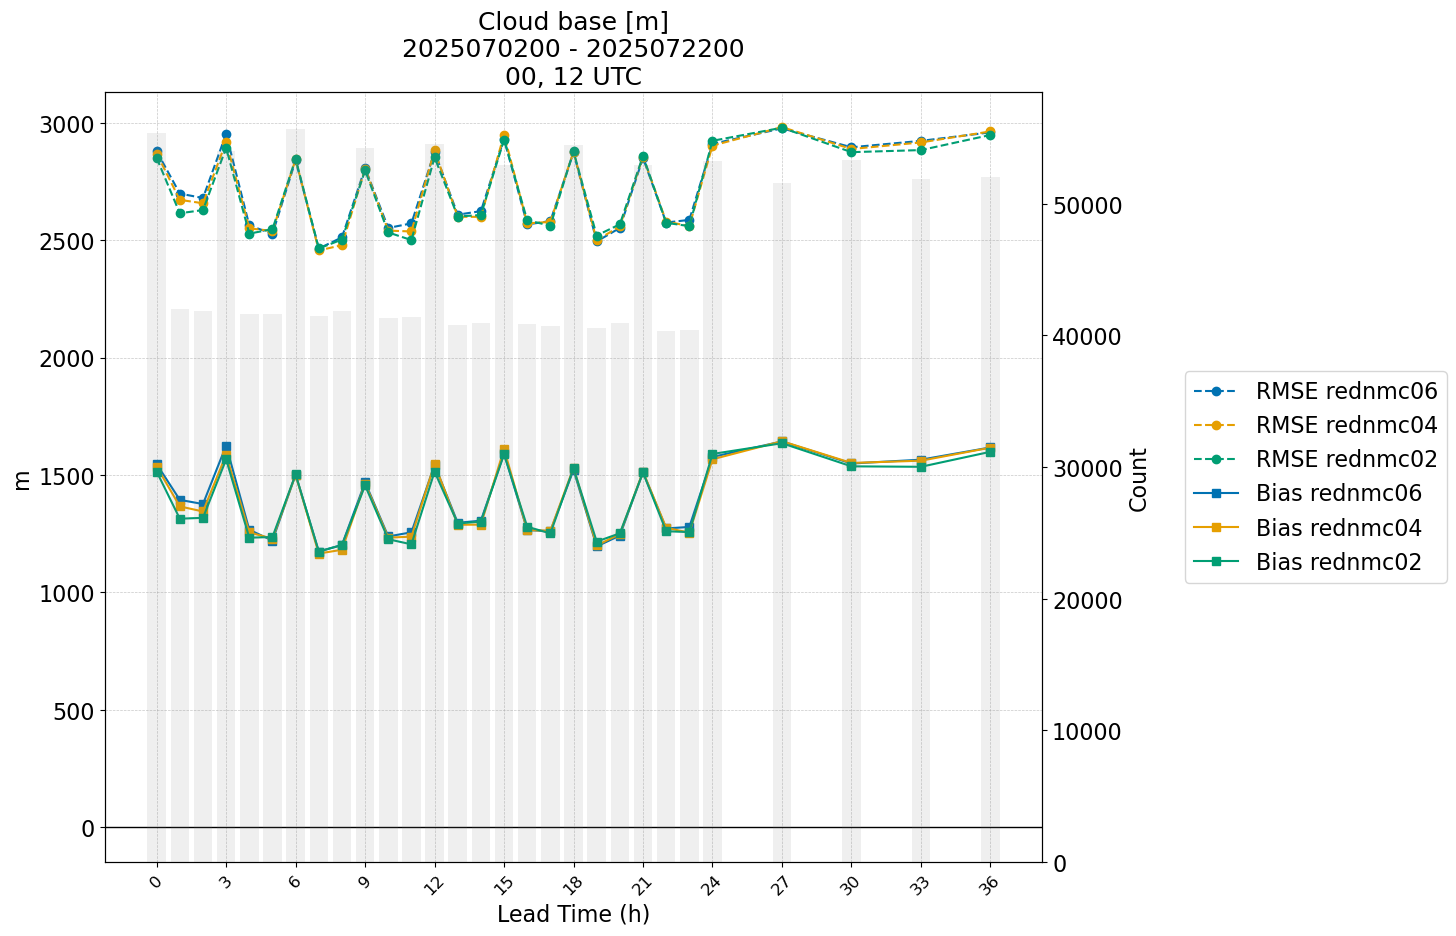 Cloud base [m]
2025070200 - 2025072200
00, 12 UTC
3000
2500
2000
1500
1000
500
0
m
50000
40000
30000
20000
10000
0
Count
0
3
6
9
12
15
18
21
24
27
30
33
36
Lead Time (h)
RMSE rednmc06
RMSE rednmc04
RMSE rednmc02
Bias rednmc06
Bias rednmc04
Bias rednmc02